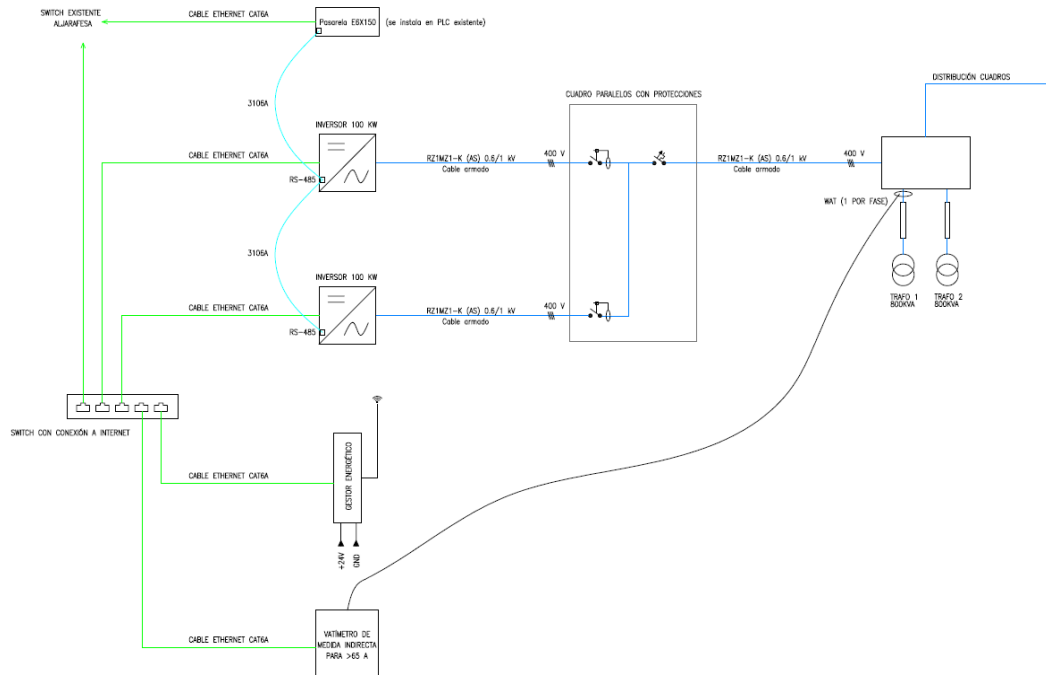 SWITCH EXISTENTE
ALJARAFESA
CABLE ETHERNET CAT6A
Pasarela E6X150
(se instala en PLC existente)
DISTRIBUCIÓN CUADROS
3106A
CUADRO PARALELOS CON PROTECCIONES
INVERSOR 100 KW
CABLE ETHERNET CAT6A
RS-485
RZ1MZ1-K (AS) 0.6/1 kV
Cable armado
400 V
RZ1MZ1-K (AS) 0.6/1 kV
Cable armado
400 V
WAT (1 POR FASE)
3106A
INVERSOR 100 KW
TRAFO 1
800KVA
TRAFO 2
800KVA
CABLE ETHERNET CAT6A
RS-485
RZ1MZ1-K (AS) 0.6/1 kV
Cable armado
400 V
SWITCH CON CONEXIÓN A INTERNET
CABLE ETHERNET CAT6A
GESTOR ENERGÉTICO
+24V
GND
CABLE ETHERNET CAT6A
VATÍMETRO DE
MEDIDA INDIRECTA
PARA >65 A